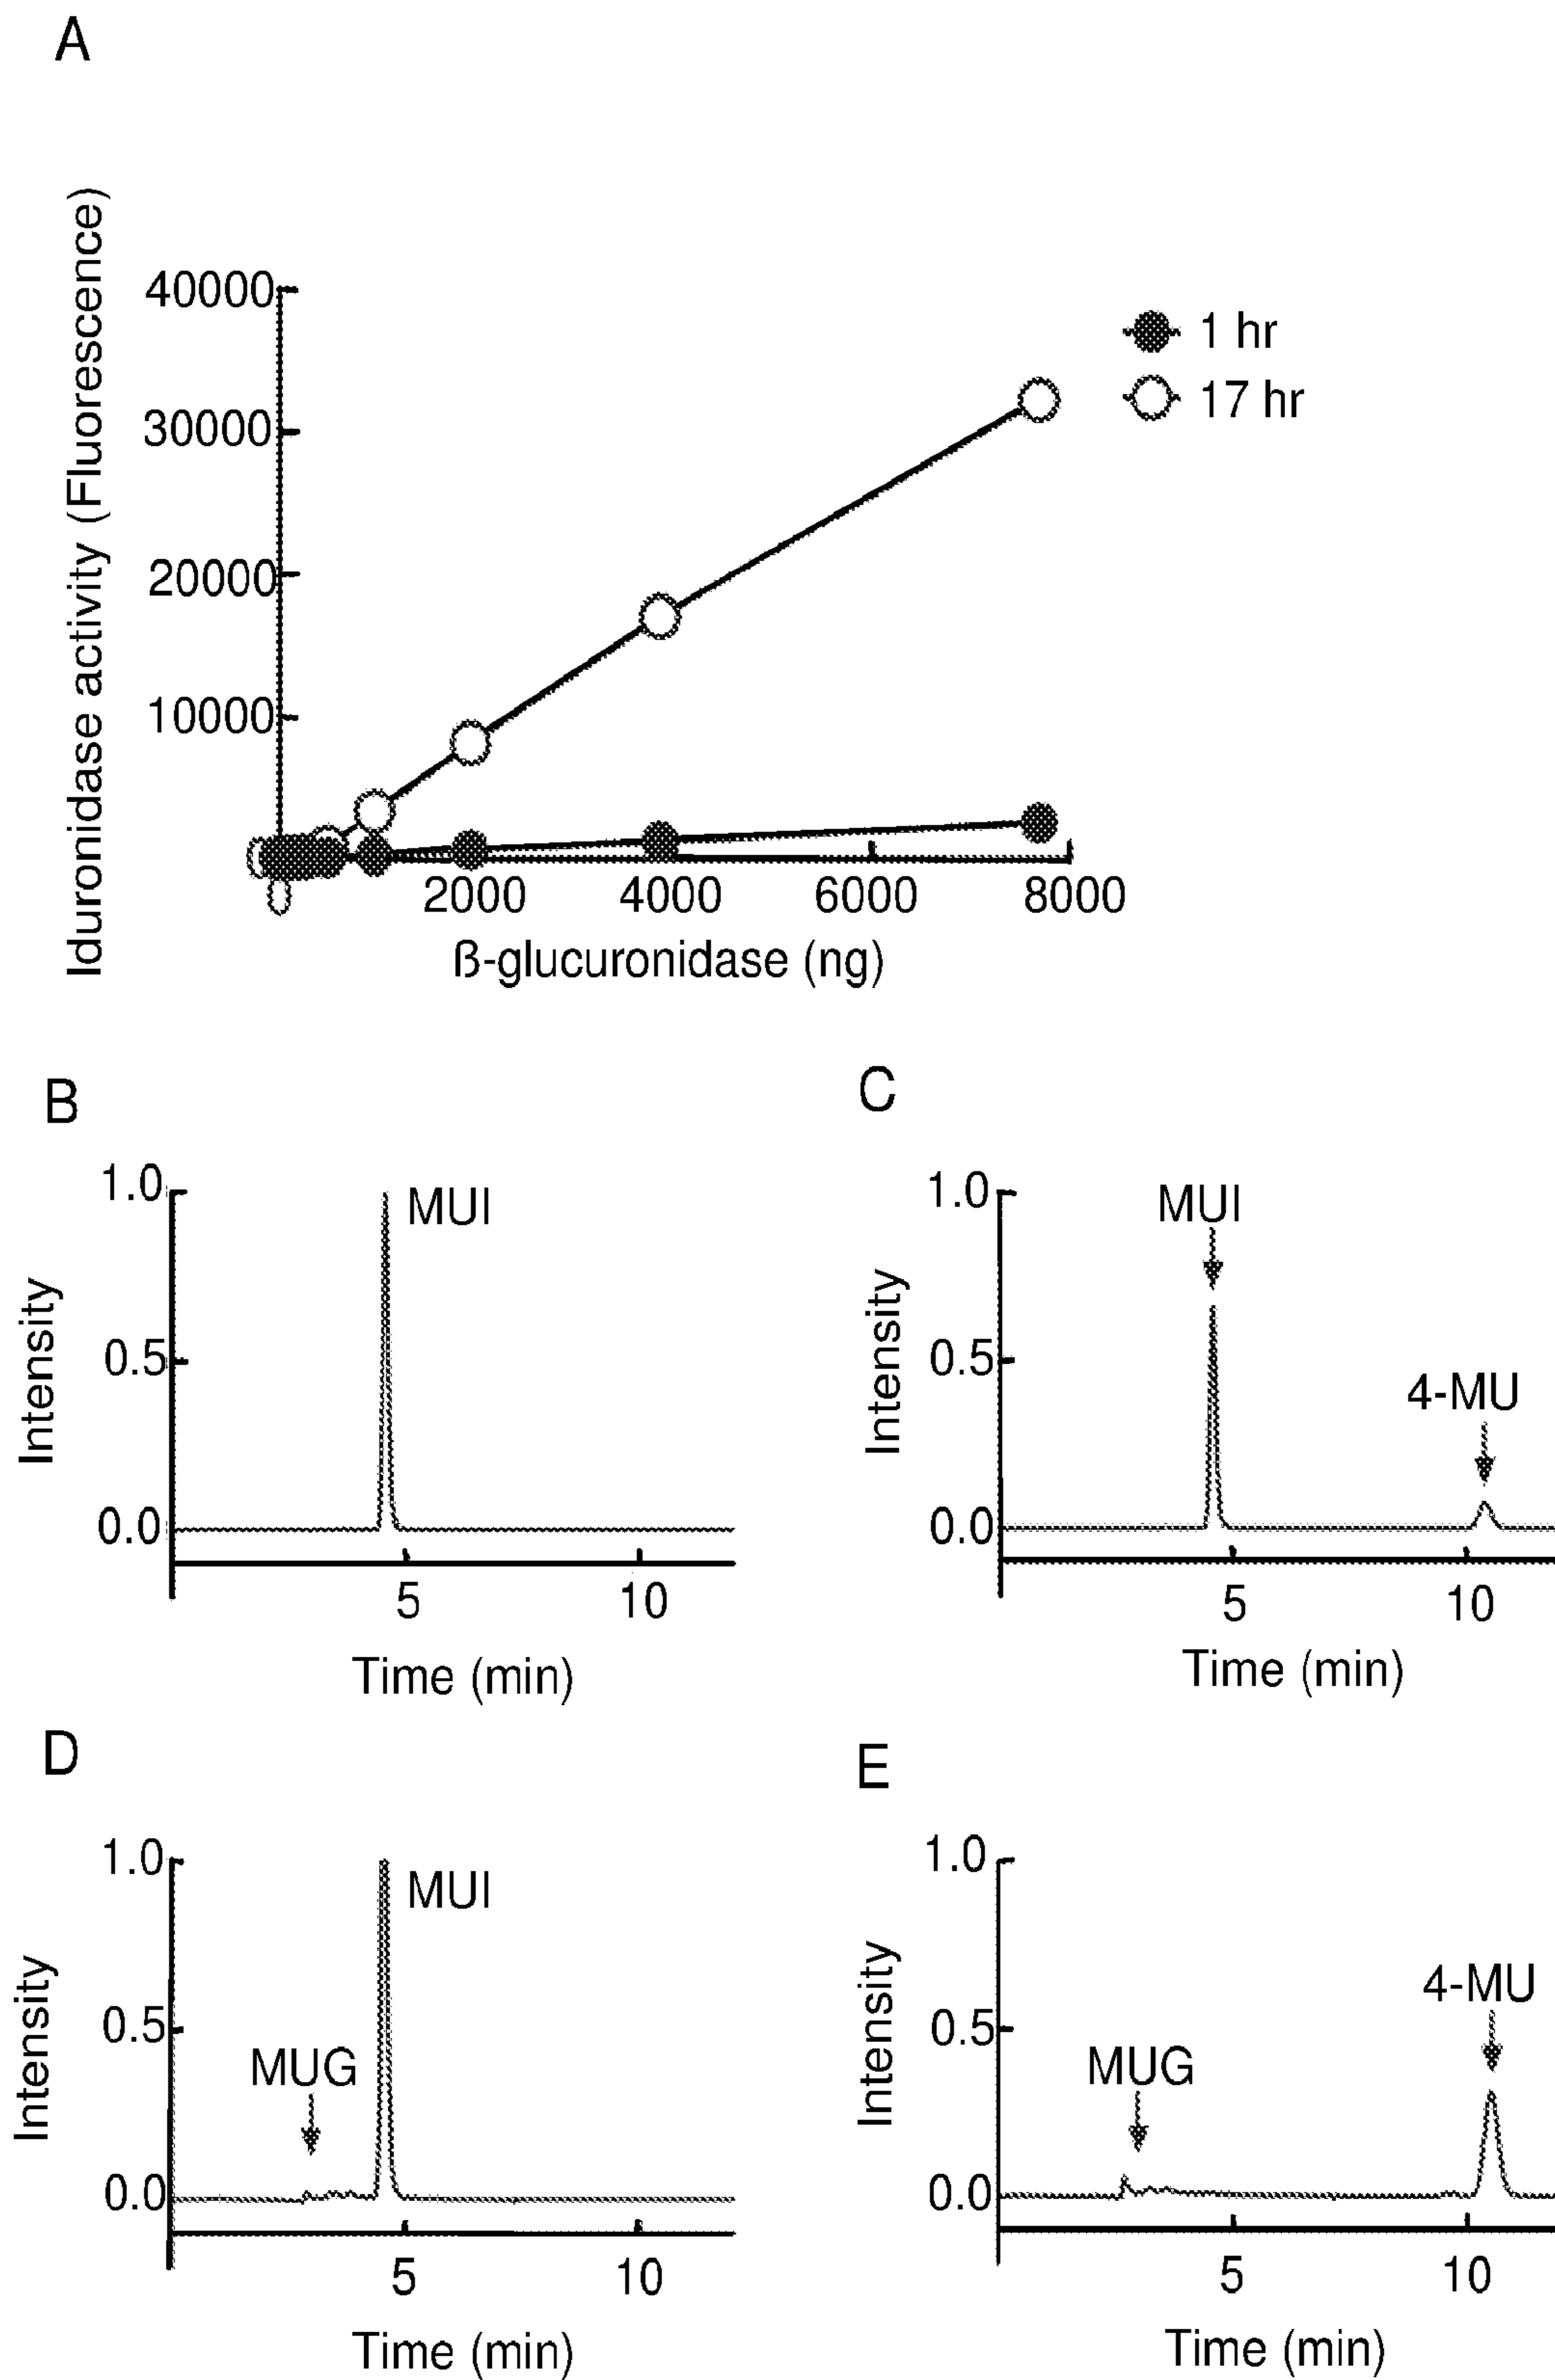 A
Iduronidase activity (Fluorescence)
40000
30000
20000
10000
0
2000
4000
6000
8000
ß-glucuronidase (ng)
1 hr
17 hr
B
Intensity
1.0
0.5
0.0
MUI
5
10
Time (min)
C
Intensity
1.0
0.5
0.0
MUI
4-MU
5
10
Time (min)
D
Intensity
1.0
0.5
0.0
MUG
MUI
5
10
Time (min)
E
Intensity
1.0
0.5
0.0
MUG
4-MU
5
10
Time (min)